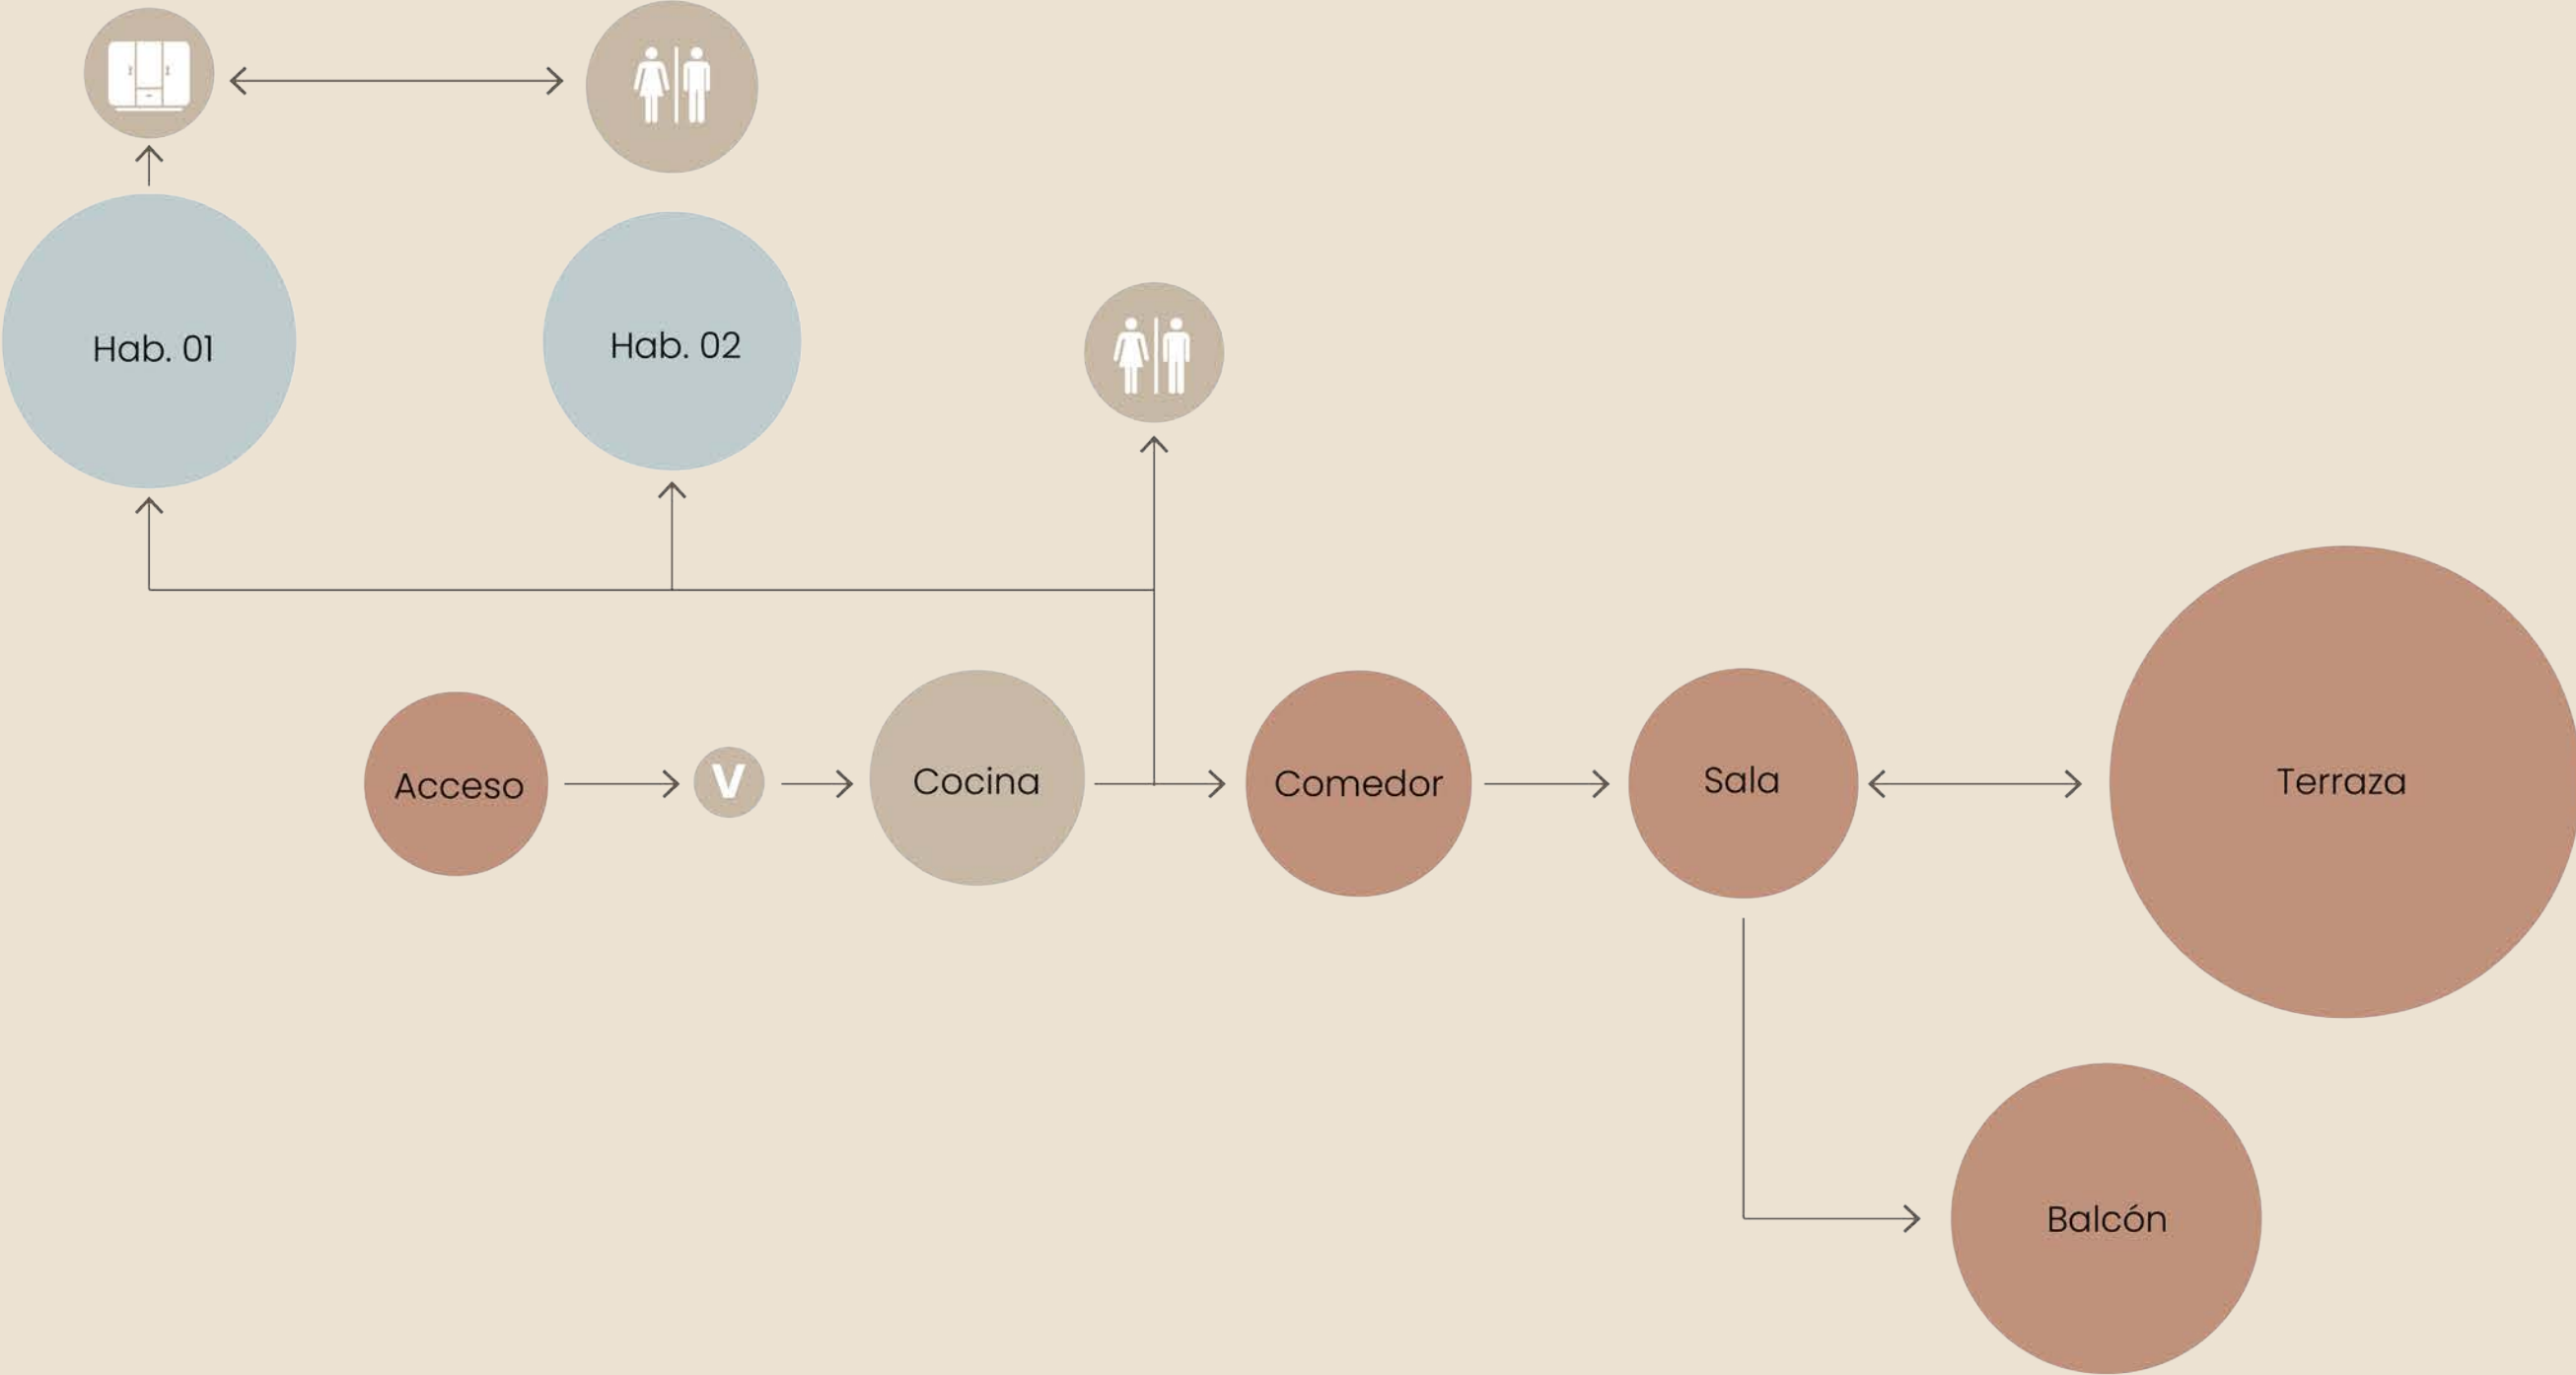 Hab. 01
Hab. 02
Acceso
V
Cocina
Comedor
Sala
Terraza
Balcón